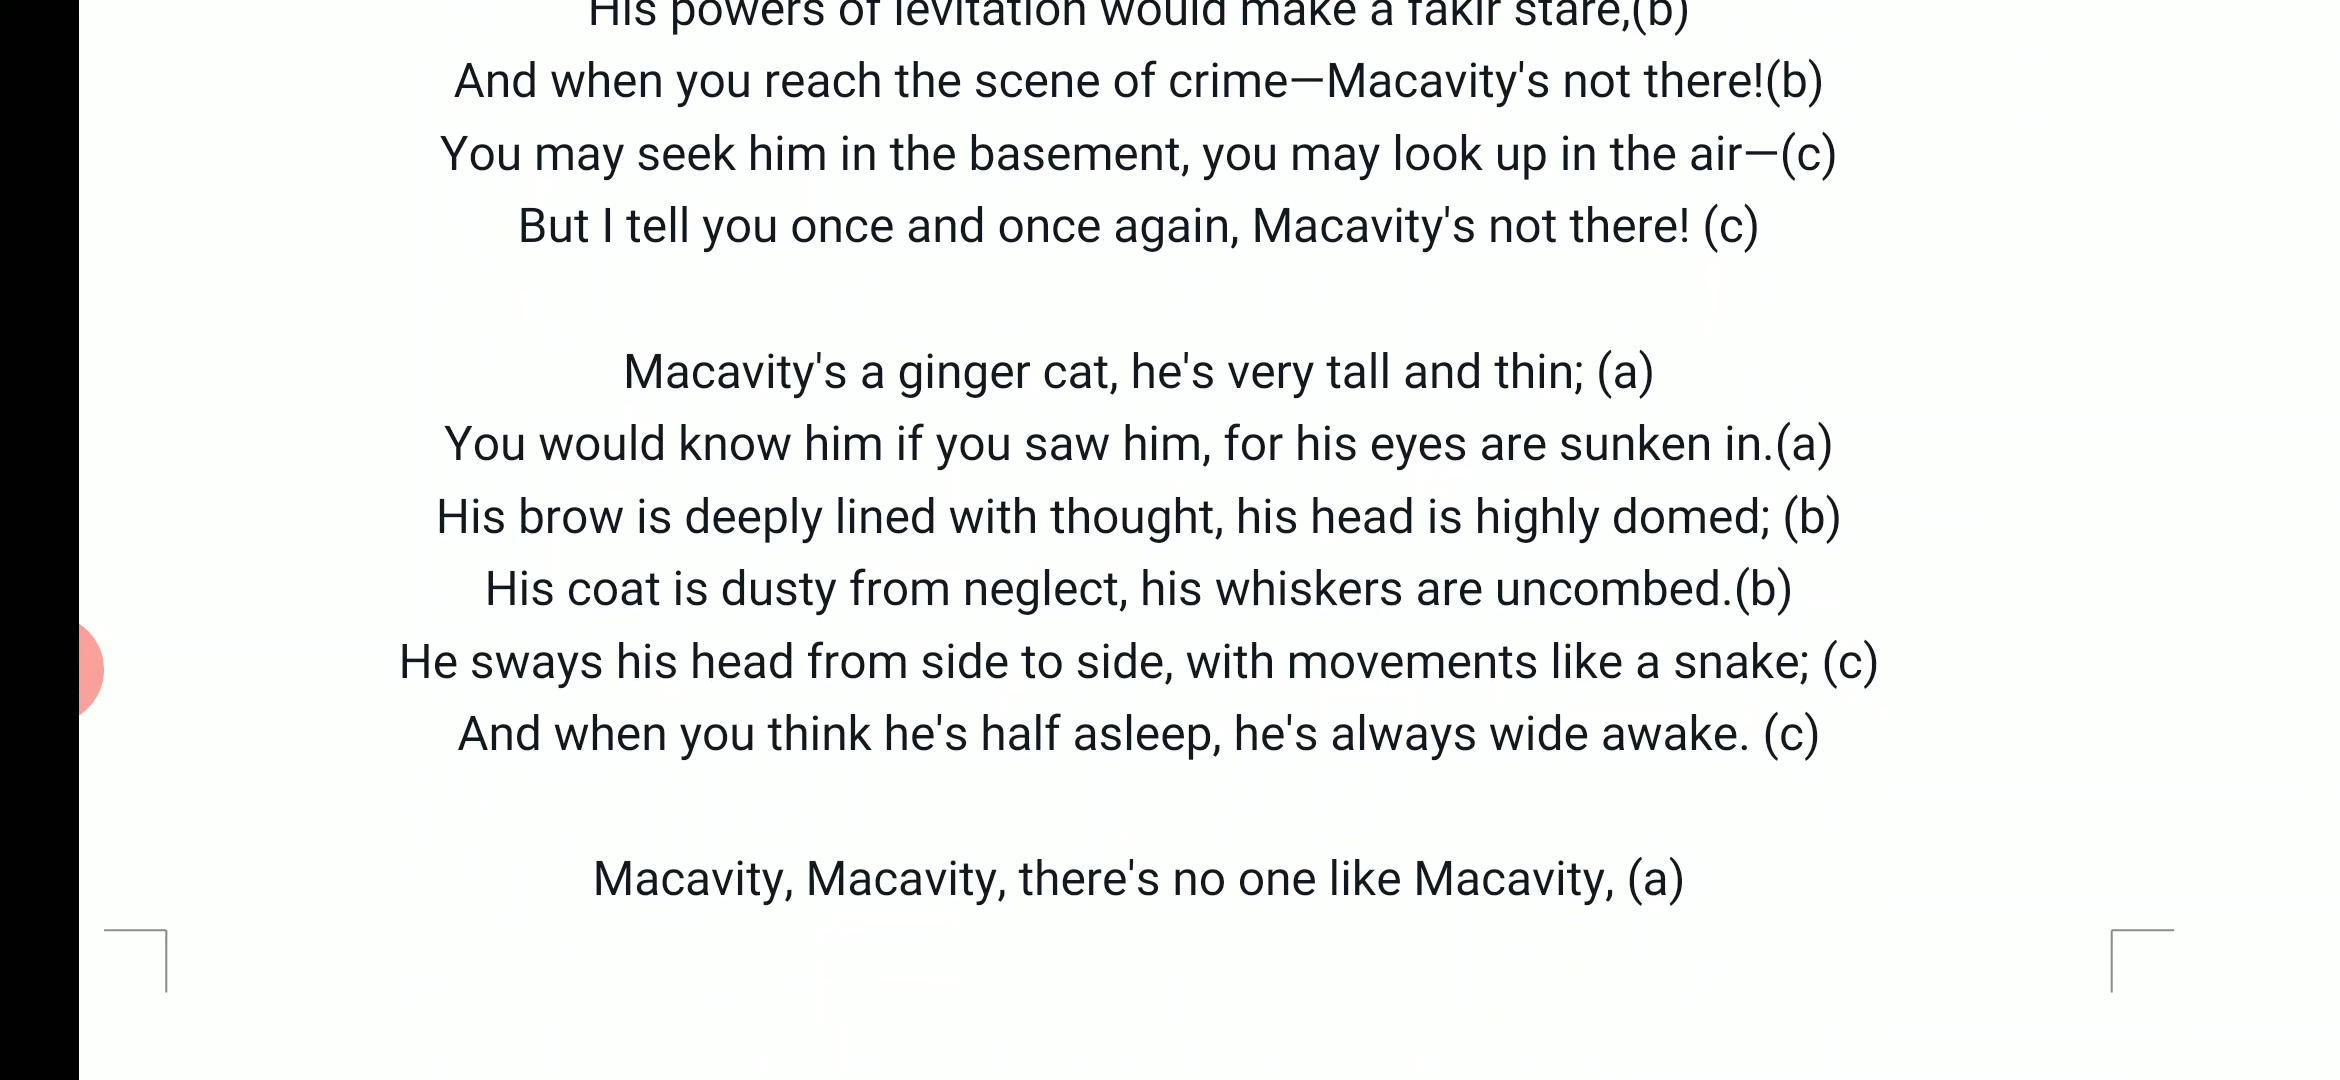 His powers of levitation would make a fakir stare,(b)
And when you reach the scene of crime—Macavity's not there!(b)
You may seek him in the basement, you may look up in the air—(c)
But I tell you once and once again, Macavity's not there! (c)
Macavity's a ginger cat, he's very tall and thin; (a)
You would know him if you saw him, for his eyes are sunken in.(a)
His brow is deeply lined with thought, his head is highly domed; (b)
His coat is dusty from neglect, his whiskers are uncombed.(b)
He sways his head from side to side, with movements like a snake; (c)
And when you think he's half asleep, he's always wide awake. (c)
Macavity, Macavity, there's no one like Macavity, (a)